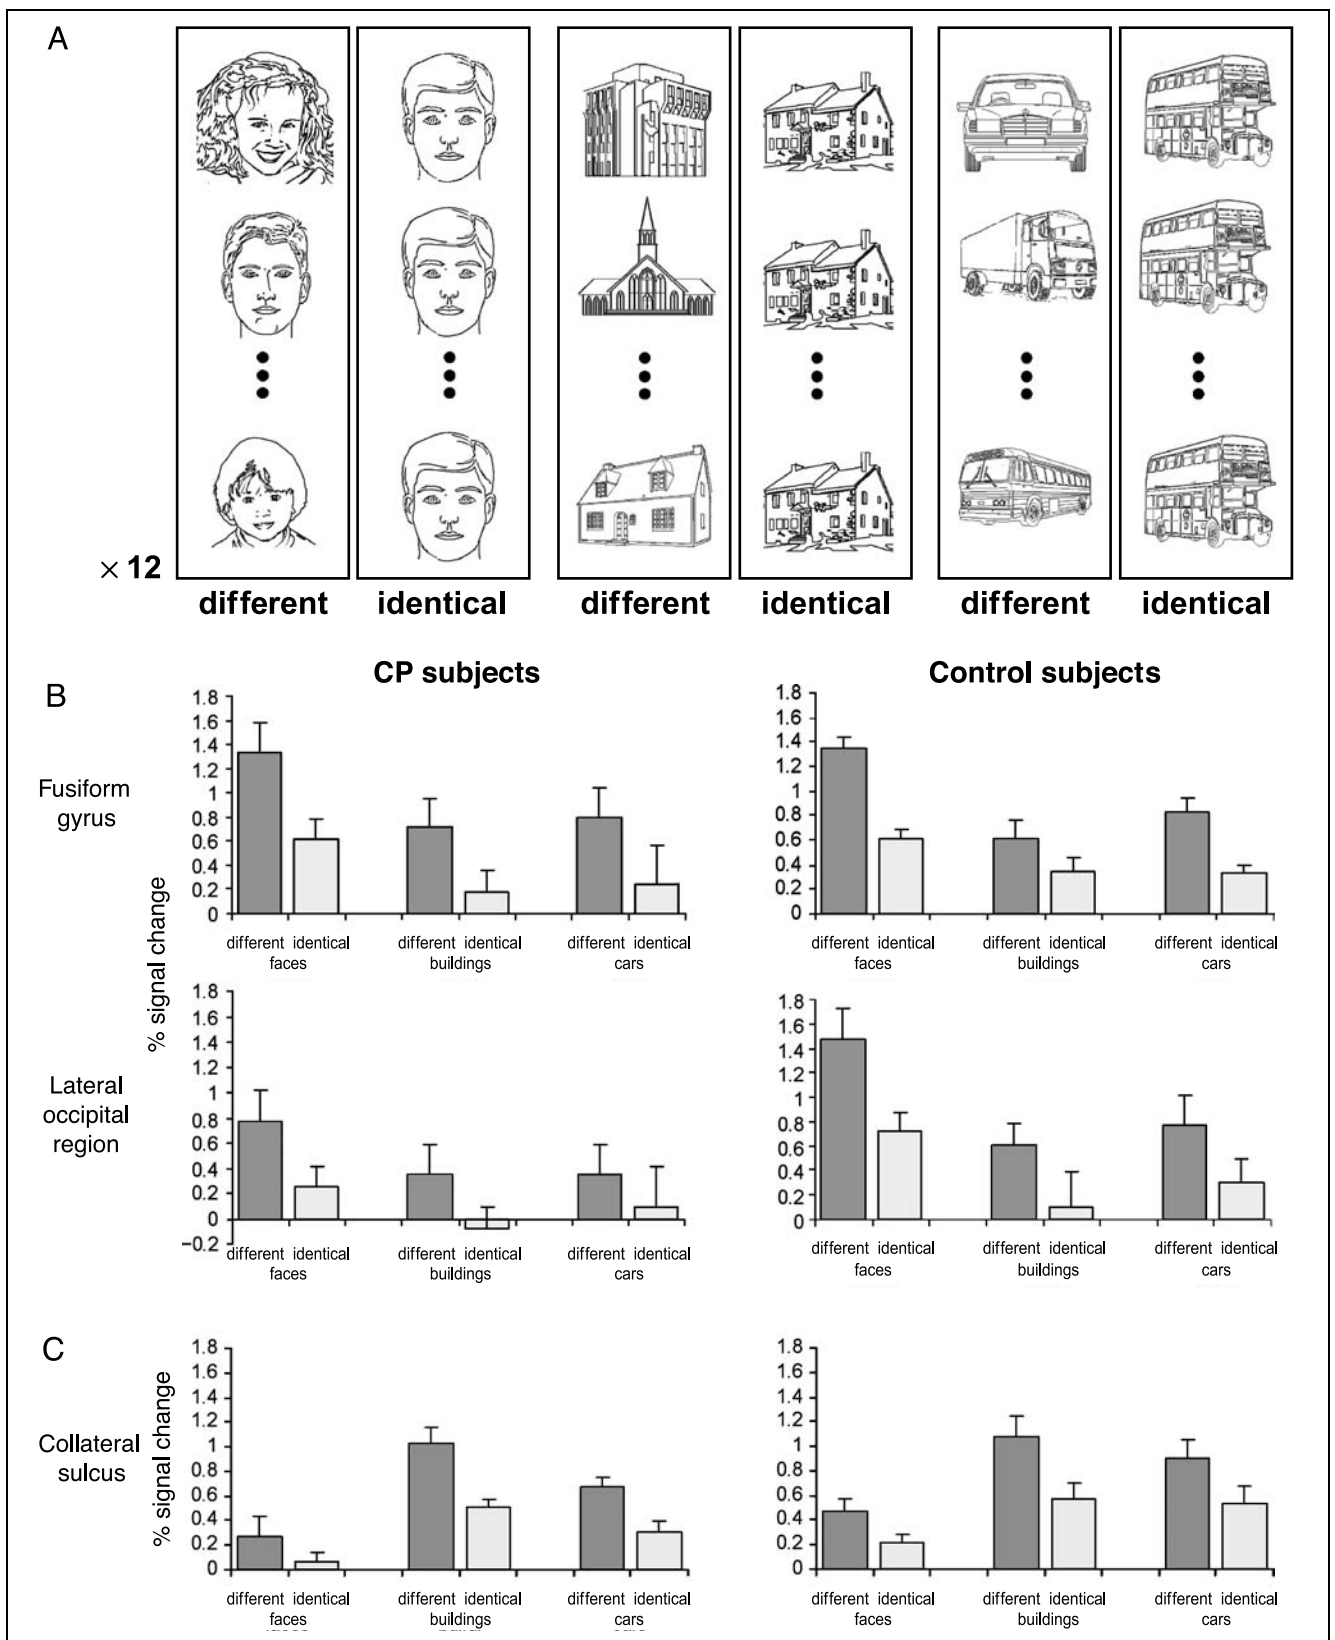 A
× 12
different
identical
different
identical
different
identical
CP subjects
Control subjects
B
Fusiform
gyrus
% signal change
1.8
1.6
1.4
1.2
1
0.8
0.6
0.4
0.2
0
different identical
faces
different identical
buildings
different identical
cars
1.8
1.6
1.4
1.2
1
0.8
0.6
0.4
0.2
0
different identical
faces
different identical
buildings
different identical
cars
Lateral
occipital
region
1.8
1.6
1.4
1.2
1
0.8
0.6
0.4
0.2
0
−0.2
different identical
faces
different identical
buildings
different identical
cars
1.8
1.6
1.4
1.2
1
0.8
0.6
0.4
0.2
0
different identical
faces
different identical
buildings
different identical
cars
C
Collateral
sulcus
% signal change
1.8
1.6
1.4
1.2
1
0.8
0.6
0.4
0.2
0
different identical
faces
different identical
buildings
different identical
cars
1.8
1.6
1.4
1.2
1
0.8
0.6
0.4
0.2
0
different identical
faces
different identical
buildings
different identical
cars